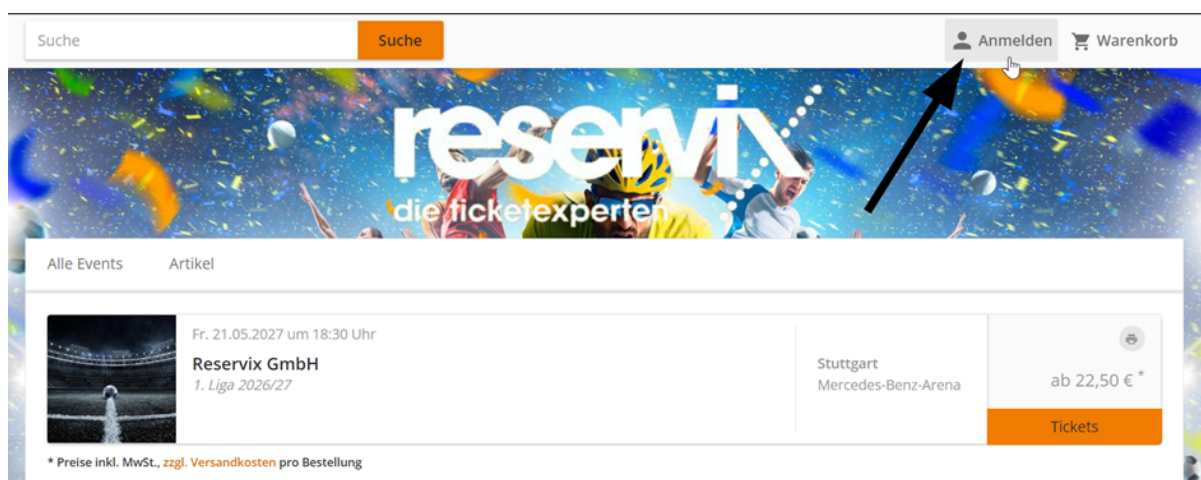 Suche
Suche
Anmelden
Warenkorb
reservix
die ticketexperten
Alle Events
Artikel
Fr. 21.05.2027 um 18:30 Uhr
Reservix GmbH
1. Liga 2026/27
Stuttgart
Mercedes-Benz-Arena
ab 22,50 € *
Tickets
* Preise inkl. MwSt., zzgl. Versandkosten pro Bestellung